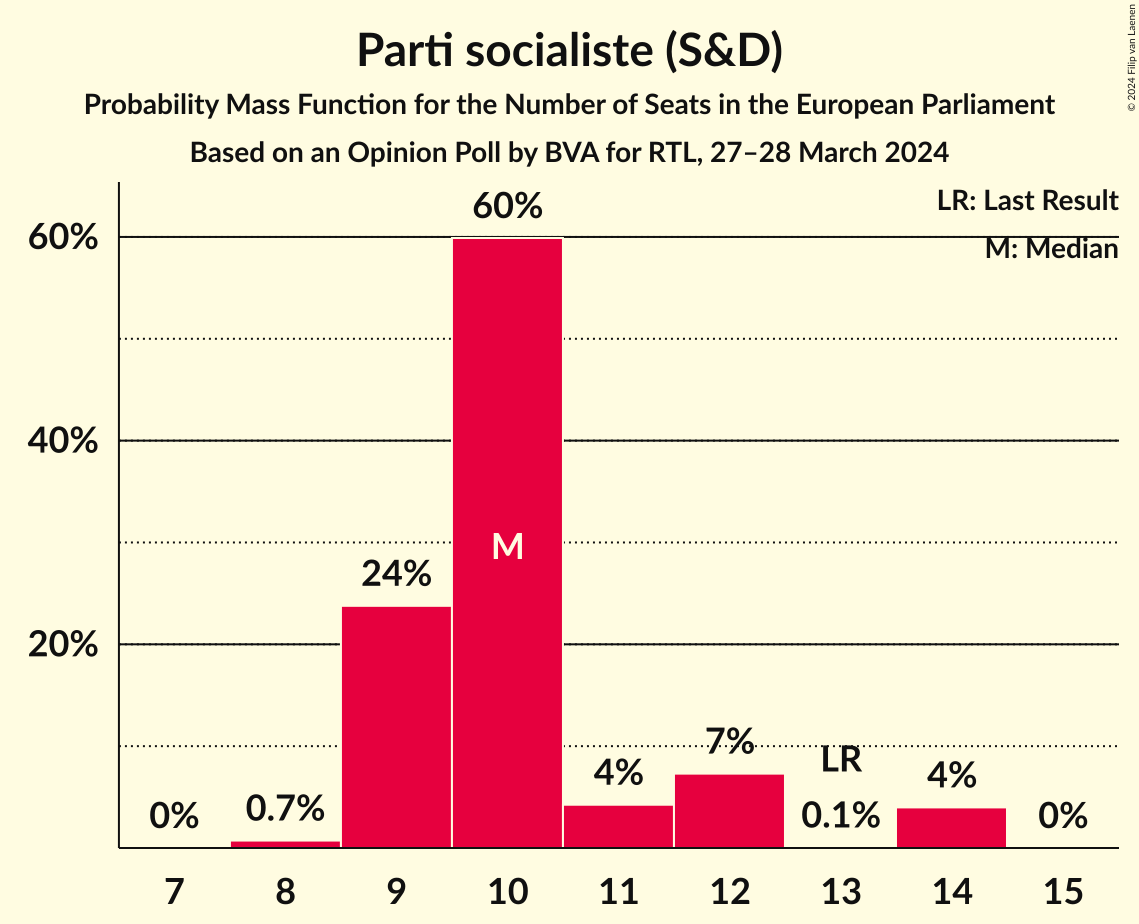 Parti socialiste (S&D)
Probability Mass Function for the Number of Seats in the European Parliament
Based on an Opinion Poll by BVA for RTL, 27–28 March 2024
© 2024 Filip van Laenen
LR: Last Result
M: Median
60%
40%
20%
0%
0.7%
24%
60%
M
4%
7%
LR
0.1%
4%
0%
7 8 9 10 11 12 13 14 15